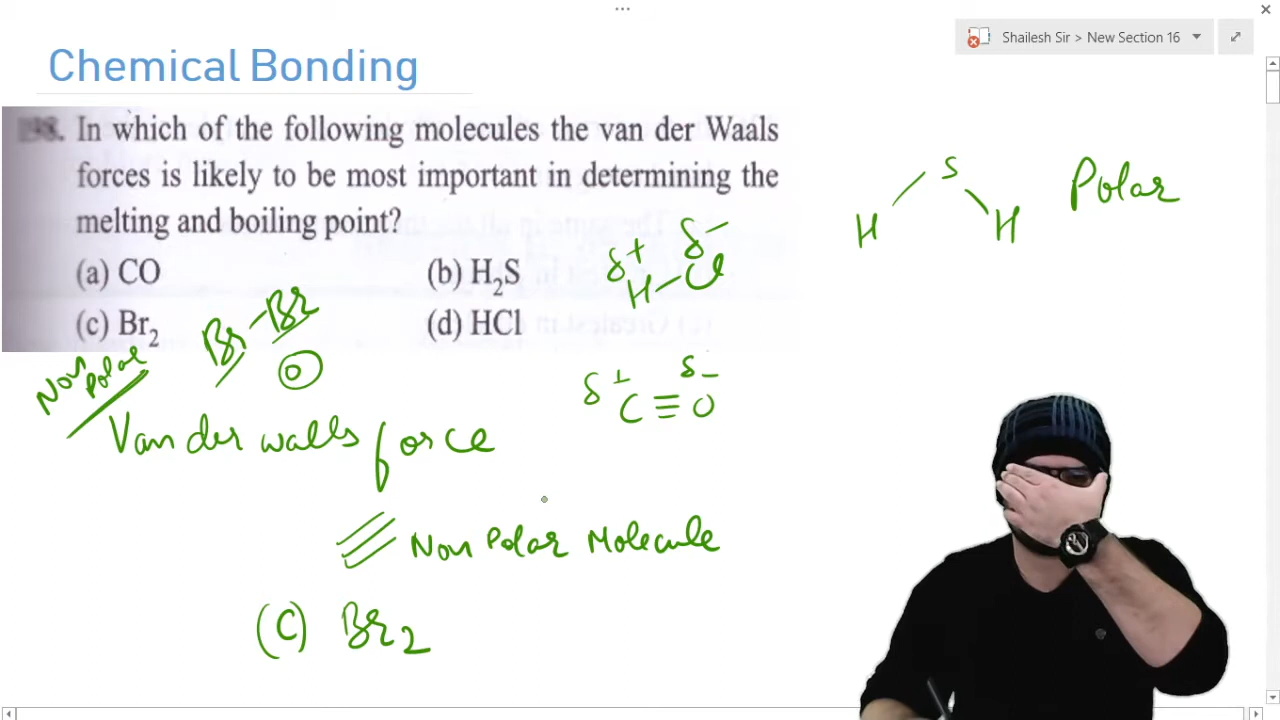 Shailesh Sir > New Section 16
Chemical Bonding
198. In which of the following molecules the van der Waals
forces is likely to be most important in determining the
melting and boiling point?
(a) CO
(b) H₂S
(c) Br₂
(d) HCl
S
H H
Polar
δ+ δ−
H–Cl
Br–Br
0
Non
Polar
δ+ δ−
C≡O
Van der walls force
Non Polar Molecule
(C) Br₂